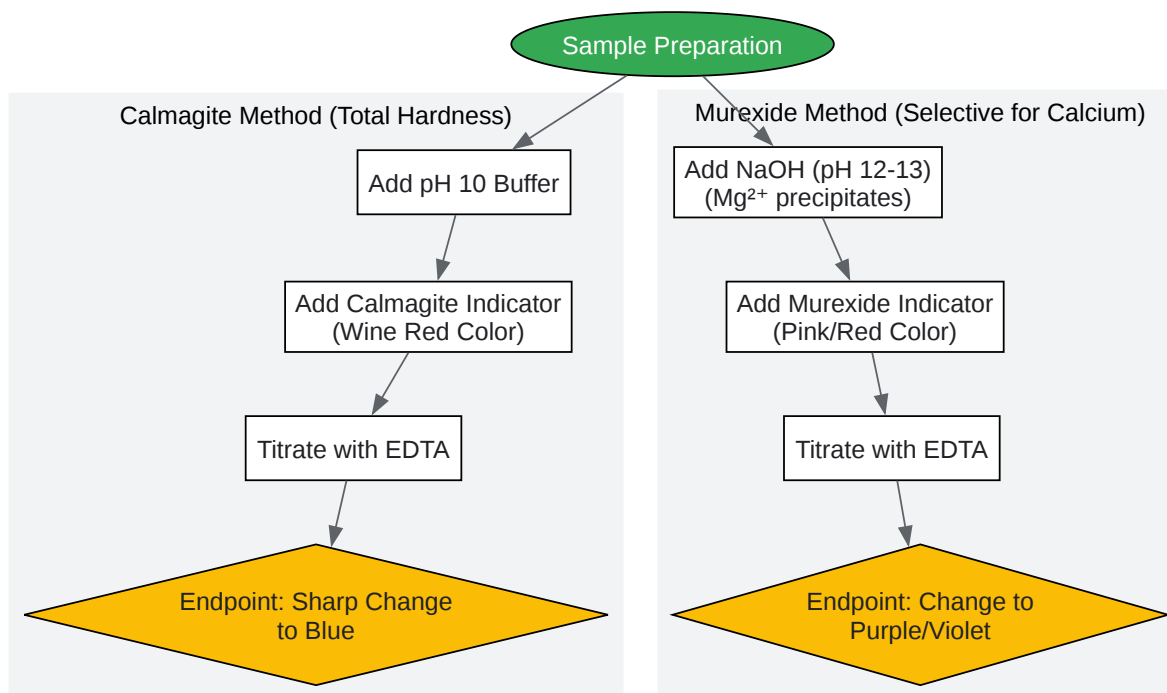 Sample Preparation
Calmagite Method (Total Hardness)
Add pH 10 Buffer
Add Calmagite Indicator
(Wine Red Color)
Titrate with EDTA
Endpoint: Sharp Change
to Blue
Murexide Method (Selective for Calcium)
Add NaOH (pH 12-13)
(Mg²⁺ precipitates)
Add Murexide Indicator
(Pink/Red Color)
Titrate with EDTA
Endpoint: Change to
Purple/Violet